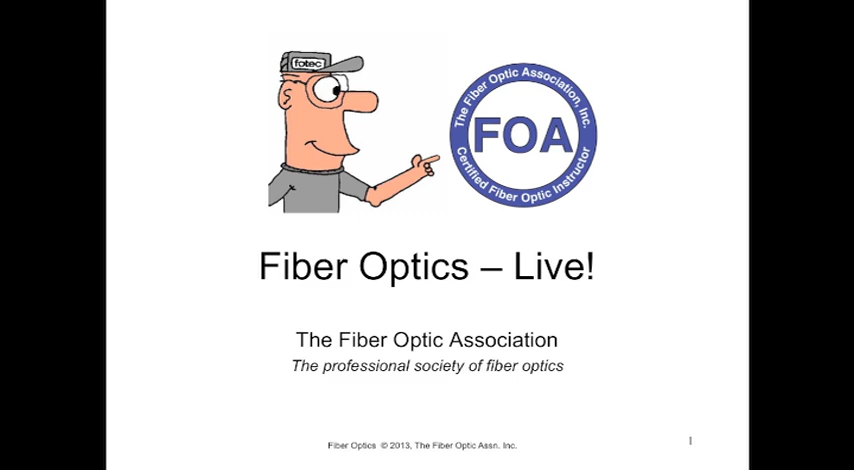 fotec
The Fiber Optic Association, Inc.
FOA
Certified Fiber Optic Instructor
Fiber Optics – Live!
The Fiber Optic Association
The professional society of fiber optics
Fiber Optics © 2013, The Fiber Optic Assn. Inc.
1